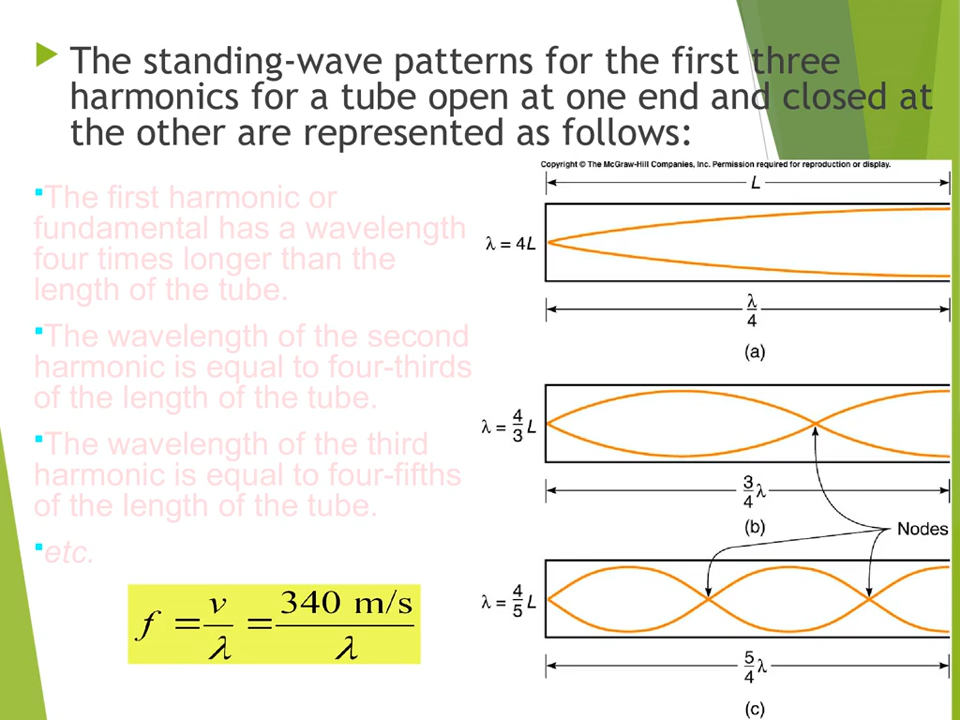 The standing-wave patterns for the first three
harmonics for a tube open at one end and closed at
the other are represented as follows:
Copyright © The McGraw-Hill Companies, Inc. Permission required for reproduction or display.
The first harmonic or
fundamental has a wavelength
four times longer than the
length of the tube.
The wavelength of the second
harmonic is equal to four-thirds
of the length of the tube.
The wavelength of the third
harmonic is equal to four-fifths
of the length of the tube.
etc.
f = v/λ = 340 m/s / λ
L
λ = 4L
λ/4
(a)
λ = 4/3 L
3/4 λ
(b)
Nodes
λ = 4/5 L
5/4 λ
(c)